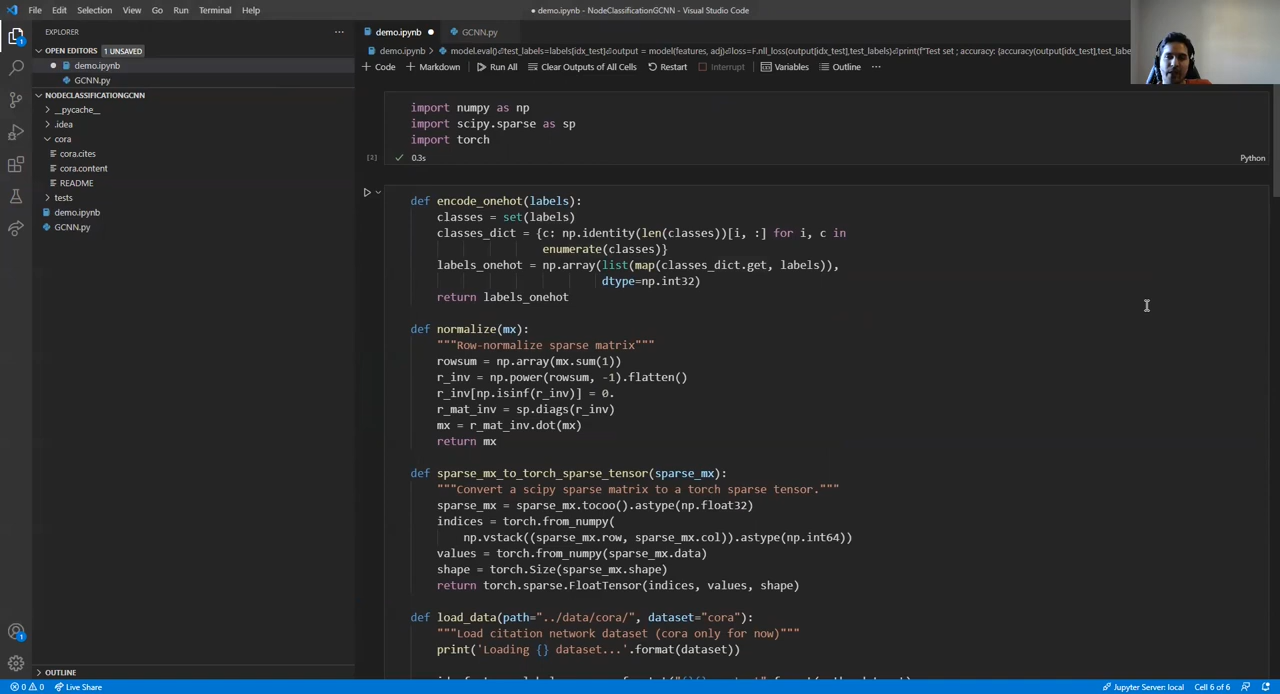 File Edit Selection View Go Run Terminal Help
● demo.ipynb - NodeClassificationGCNN - Visual Studio Code
EXPLORER
OPEN EDITORS 1 UNSAVED
demo.ipynb
GCNN.py
NODECLASSIFICATIONGCNN
__pycache__
.idea
cora
cora.cites
cora.content
README
tests
demo.ipynb
GCNN.py
OUTLINE
demo.ipynb ● GCNN.py
demo.ipynb > model.eval()⏎test_labels=labels[idx_test]⏎output = model(features, adj)⏎loss=F.nll_loss(output[idx_test],test_labels)⏎print(f"Test set ; accuracy: {accuracy(output[idx_test],test_labe
+ Code + Markdown Run All Clear Outputs of All Cells Restart Interrupt Variables Outline ...
import numpy as np
import scipy.sparse as sp
import torch
[2] ✓ 0.3s Python
def encode_onehot(labels):
classes = set(labels)
classes_dict = {c: np.identity(len(classes))[i, :] for i, c in
enumerate(classes)}
labels_onehot = np.array(list(map(classes_dict.get, labels)),
dtype=np.int32)
return labels_onehot
def normalize(mx):
"""Row-normalize sparse matrix"""
rowsum = np.array(mx.sum(1))
r_inv = np.power(rowsum, -1).flatten()
r_inv[np.isinf(r_inv)] = 0.
r_mat_inv = sp.diags(r_inv)
mx = r_mat_inv.dot(mx)
return mx
def sparse_mx_to_torch_sparse_tensor(sparse_mx):
"""Convert a scipy sparse matrix to a torch sparse tensor."""
sparse_mx = sparse_mx.tocoo().astype(np.float32)
indices = torch.from_numpy(
np.vstack((sparse_mx.row, sparse_mx.col)).astype(np.int64))
values = torch.from_numpy(sparse_mx.data)
shape = torch.Size(sparse_mx.shape)
return torch.sparse.FloatTensor(indices, values, shape)
def load_data(path="../data/cora/", dataset="cora"):
"""Load citation network dataset (cora only for now)"""
print('Loading {} dataset...'.format(dataset))
0 0 Live Share Jupyter Server: local Cell 6 of 6